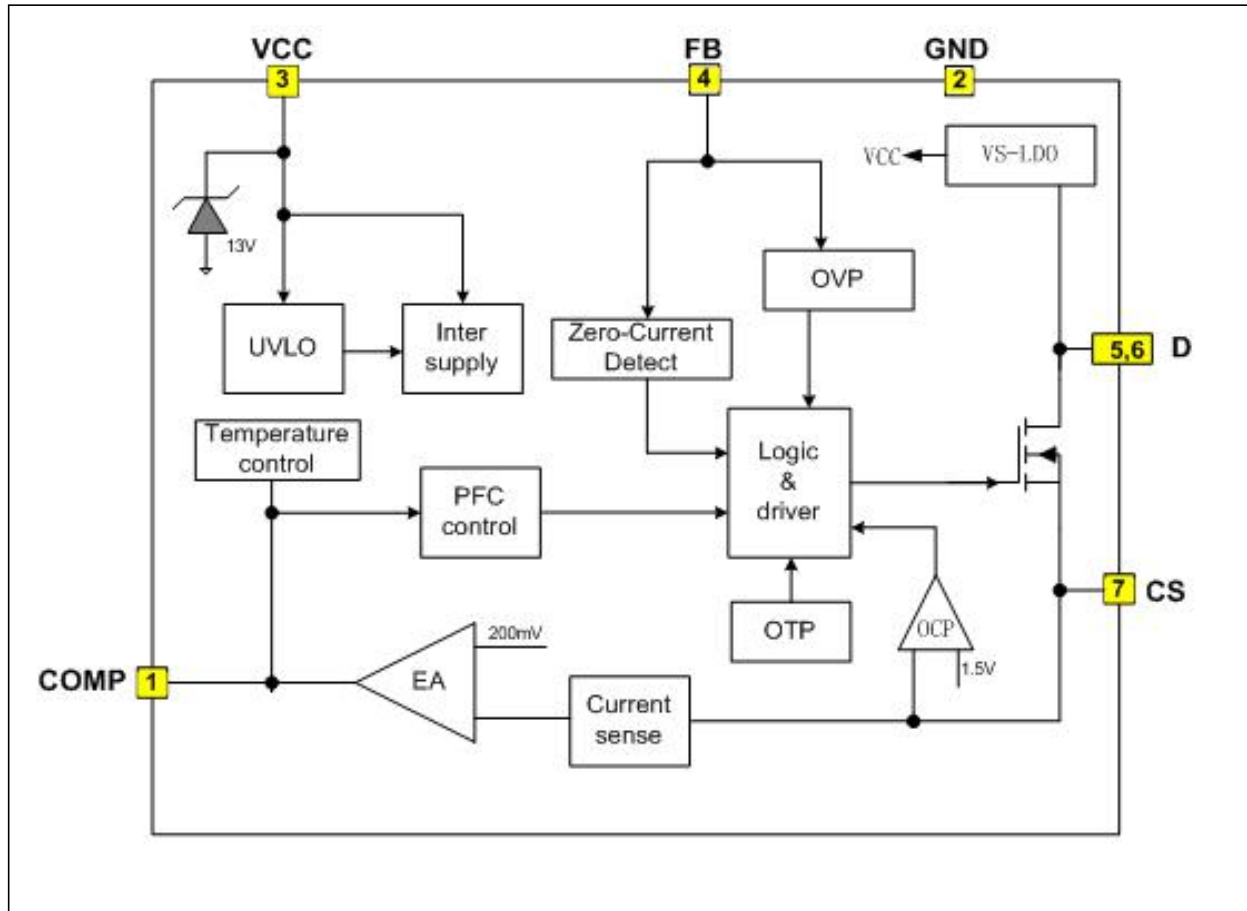 VCC
3
FB
4
GND
2
VCC
VS-LDO
13V
OVP
UVLO
Inter
supply
Zero-Current
Detect
5,6
D
Temperature
control
PFC
control
Logic
&
driver
7
CS
OTP
OCP
1.5V
200mV
COMP
1
EA
Current
sense